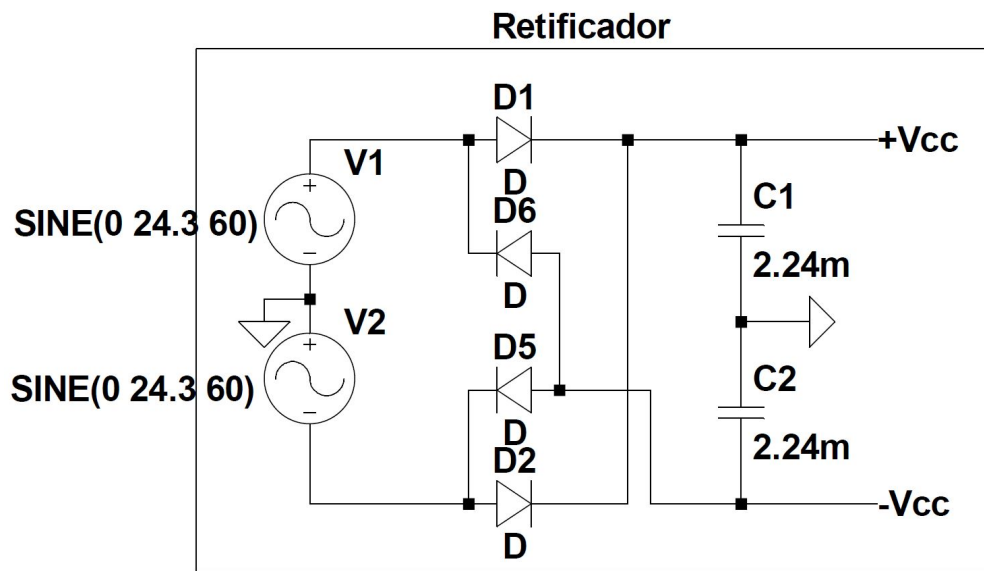 Retificador
D1
V1
+Vcc
D
C1
D6
SINE(0 24.3 60)
2.24m
D
V2
D5
C2
SINE(0 24.3 60)
D
2.24m
D2
-Vcc
D
+
−
+
−